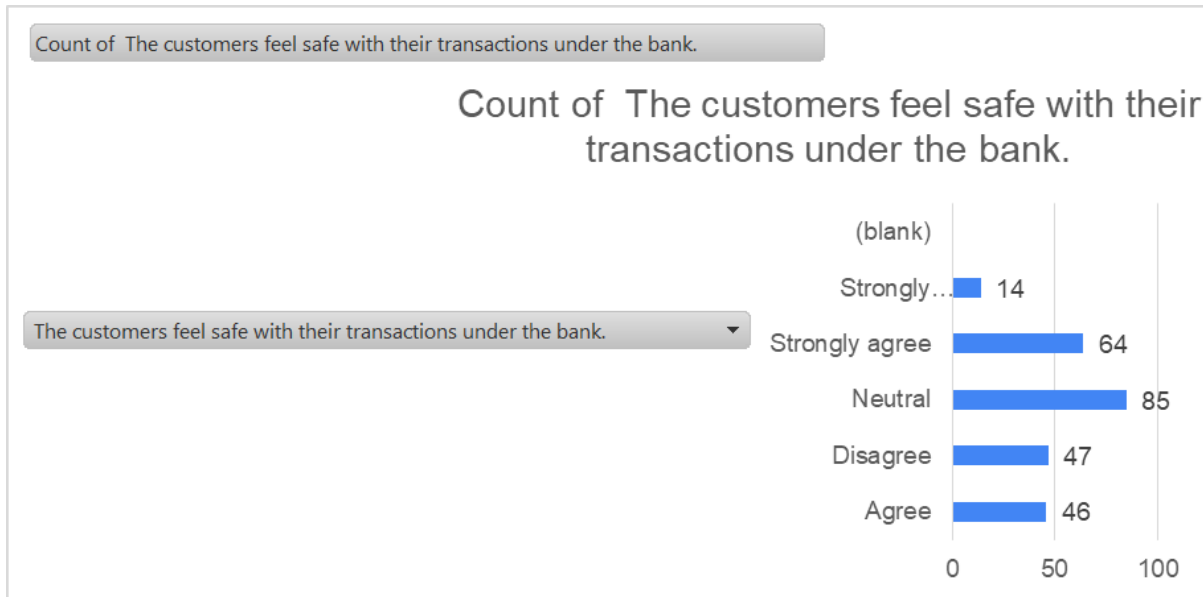 Count of  The customers feel safe with their transactions under the bank.
Count of  The customers feel safe with their
transactions under the bank.
The customers feel safe with their transactions under the bank.
(blank)
Strongly... 14
Strongly agree 64
Neutral 85
Disagree 47
Agree 46
0 50 100